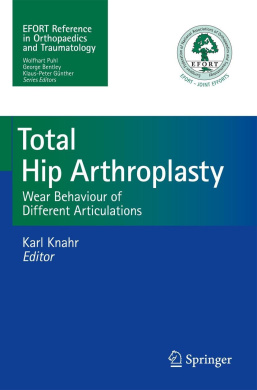 EFORT Reference
in Orthopaedics
and Traumatology
Wolfhart Puhl
George Bentley
Klaus-Peter Günther
Series Editors
EFORT
EFORT - JOINT EFFORTS
Total
Hip Arthroplasty
Wear Behaviour of
Different Articulations
Karl Knahr
Editor
Springer